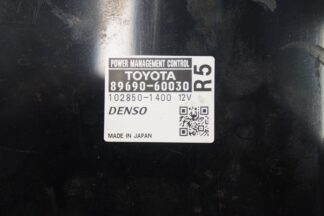 POWER MANAGEMENT CONTROL
TOYOTA
89690-60030
R5
102850-1400 12V
DENSO
MADE IN JAPAN